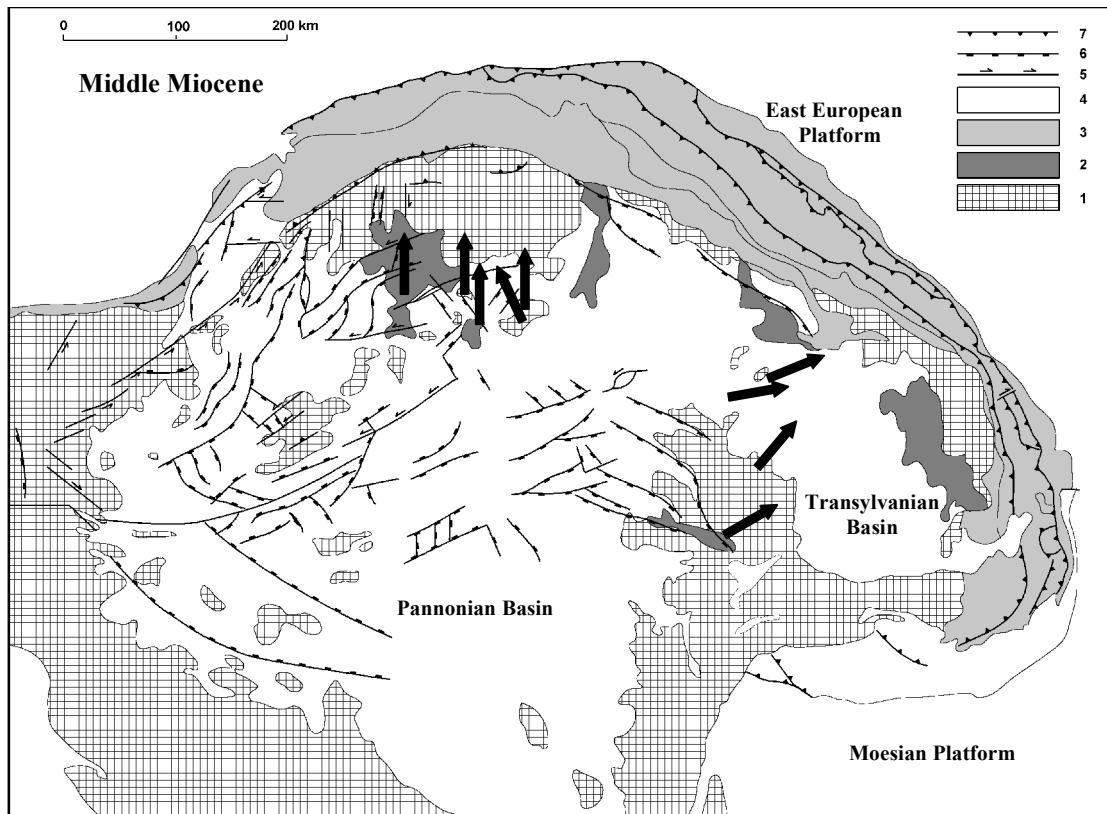 0 100 200 km
Middle Miocene
East European
Platform
7
6
5
4
3
2
1
Transylvanian
Basin
Pannonian Basin
Moesian Platform